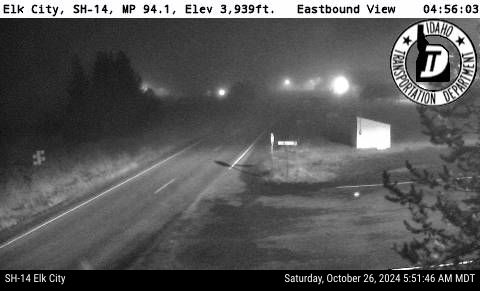 Elk City, SH-14, MP 94.1, Elev 3,939ft. Eastbound View 04:56:03
IDAHO
TRANSPORTATION DEPARTMENT
SH-14 Elk City Saturday, October 26, 2024 5:51:46 AM MDT